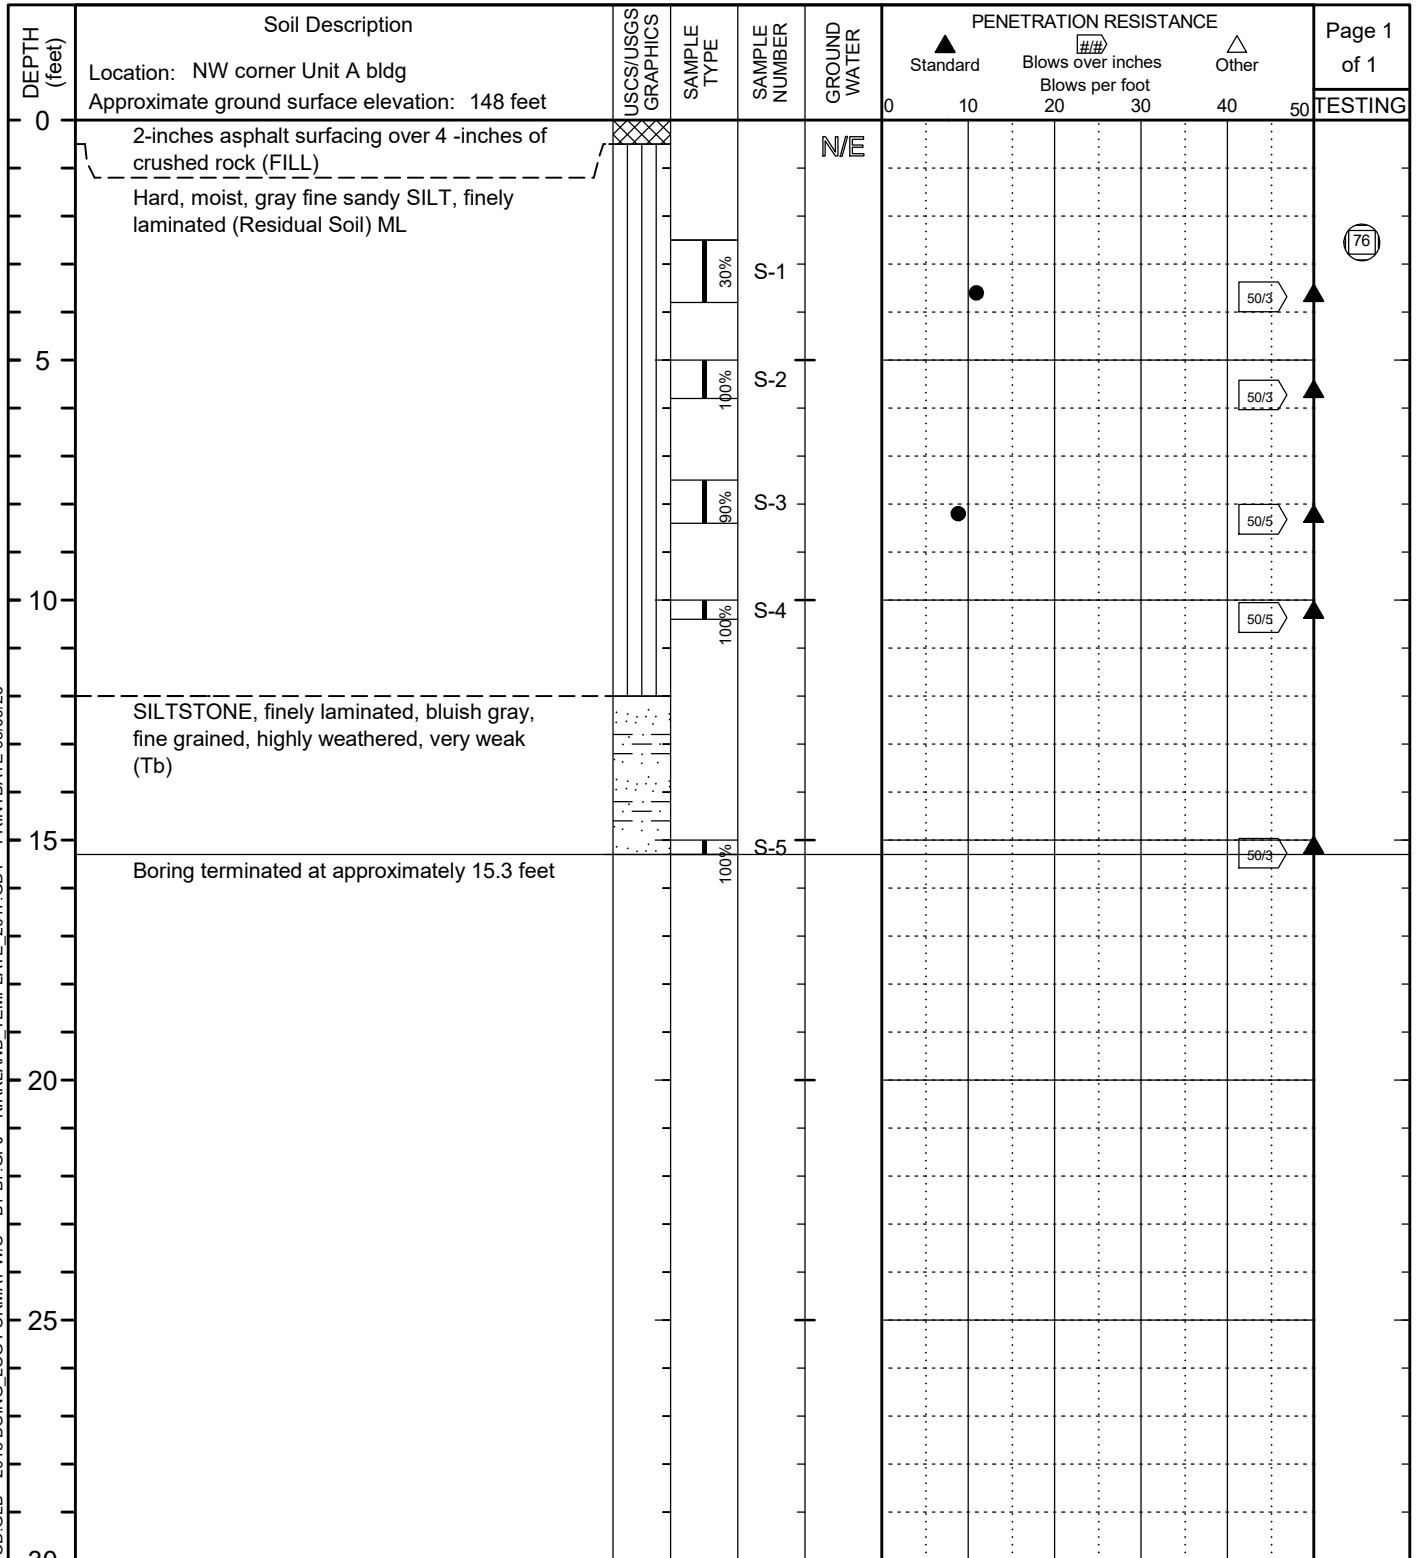 DEPTH
(feet)
Soil Description
Location: NW corner Unit A bldg
Approximate ground surface elevation: 148 feet
USCS/USGS
GRAPHICS
SAMPLE
TYPE
SAMPLE
NUMBER
GROUND
WATER
PENETRATION RESISTANCE
Standard
#/#
Blows over inches
Blows per foot
Other
0 10 20 30 40 50
Page 1
of 1
TESTING
0
2-inches asphalt surfacing over 4 -inches of
crushed rock (FILL)
N/E
Hard, moist, gray fine sandy SILT, finely
laminated (Residual Soil) ML
76
30%
S-1
50/3
5
100%
S-2
50/3
90%
S-3
50/5
10
100%
S-4
50/5
SILTSTONE, finely laminated, bluish gray,
fine grained, highly weathered, very weak
(Tb)
15
100%
S-5
50/3
Boring terminated at approximately 15.3 feet
20
25
30